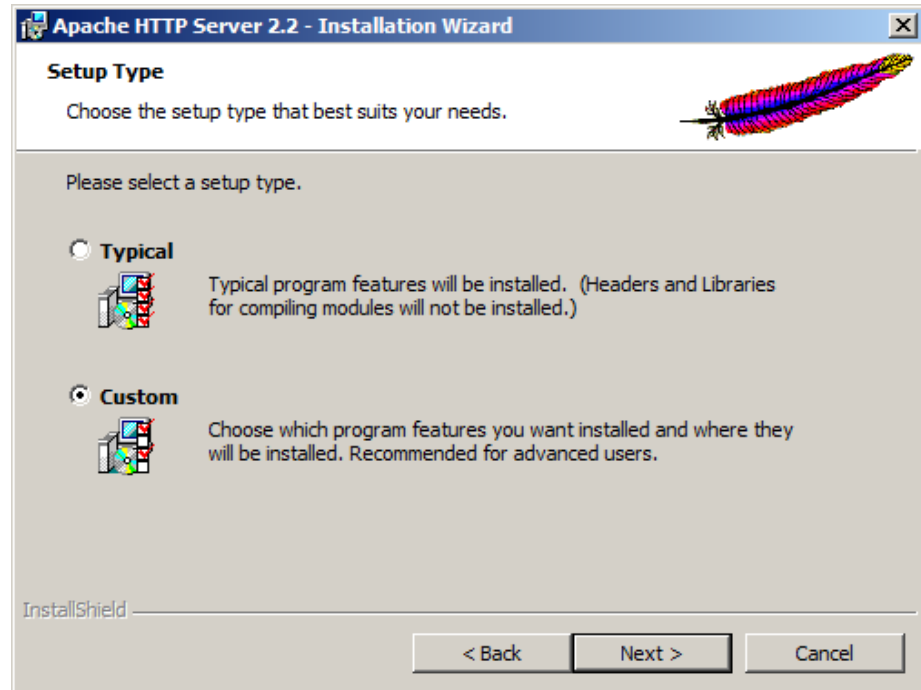 Apache HTTP Server 2.2 - Installation Wizard
Setup Type
Choose the setup type that best suits your needs.
Please select a setup type.
Typical
Typical program features will be installed. (Headers and Libraries
for compiling modules will not be installed.)
Custom
Choose which program features you want installed and where they
will be installed. Recommended for advanced users.
InstallShield
< Back
Next >
Cancel